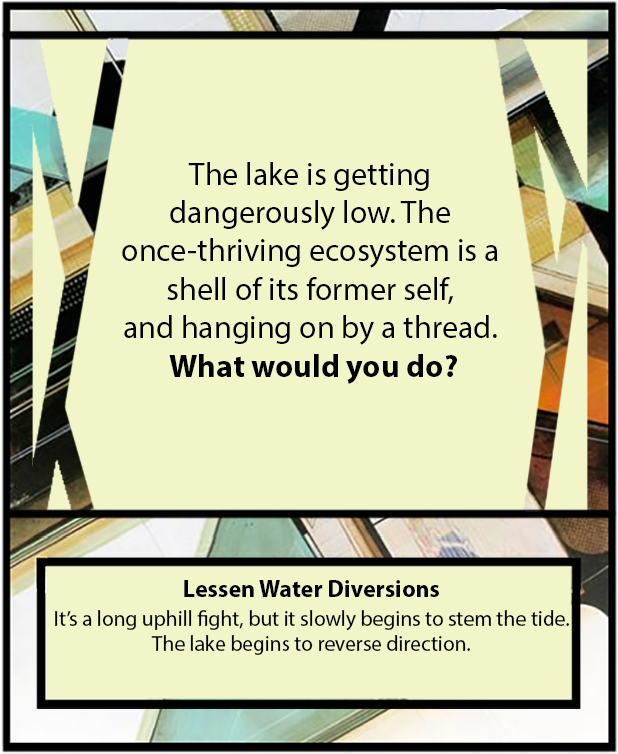 The lake is getting
dangerously low. The
once-thriving ecosystem is a
shell of its former self,
and hanging on by a thread.
What would you do?
Lessen Water Diversions
It's a long uphill fight, but it slowly begins to stem the tide.
The lake begins to reverse direction.